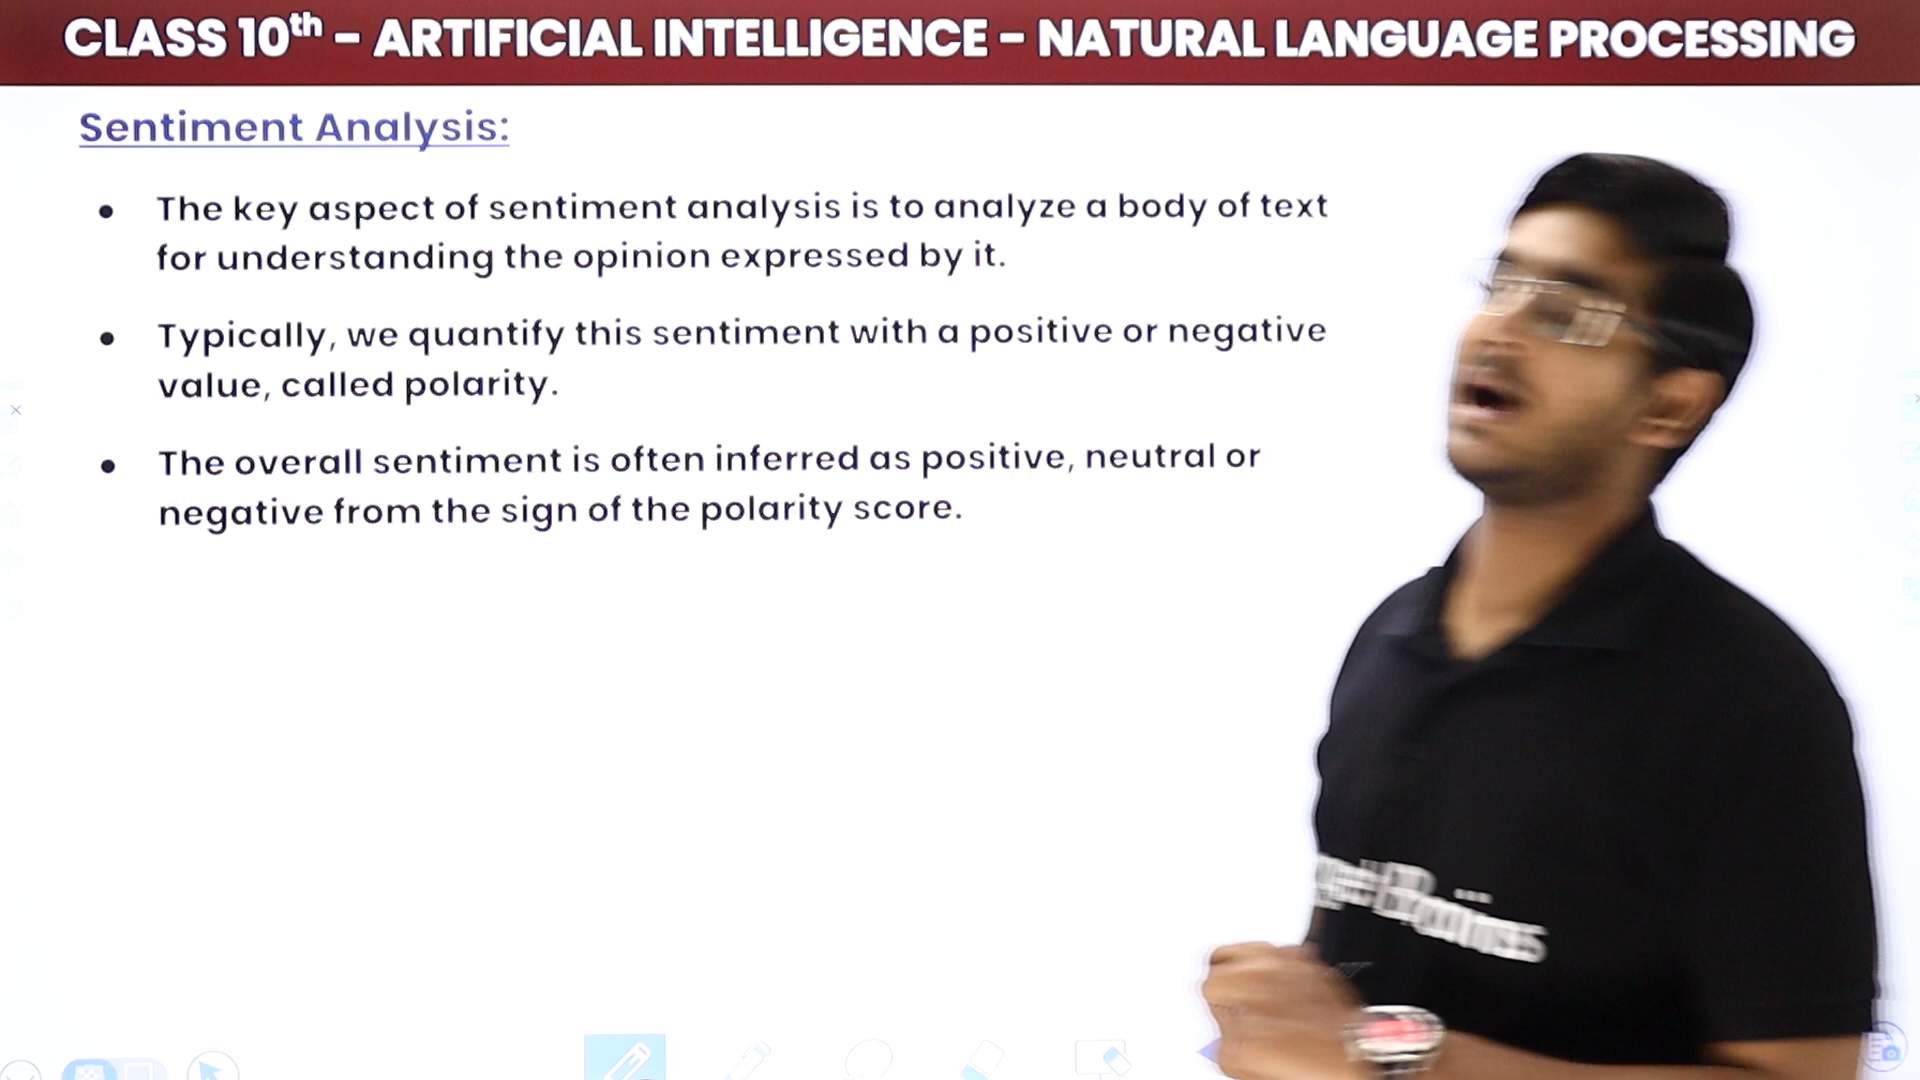 CLASS 10th - ARTIFICIAL INTELLIGENCE - NATURAL LANGUAGE PROCESSING
Sentiment Analysis:
• The key aspect of sentiment analysis is to analyze a body of text
for understanding the opinion expressed by it.
• Typically, we quantify this sentiment with a positive or negative
value, called polarity.
• The overall sentiment is often inferred as positive, neutral or
negative from the sign of the polarity score.